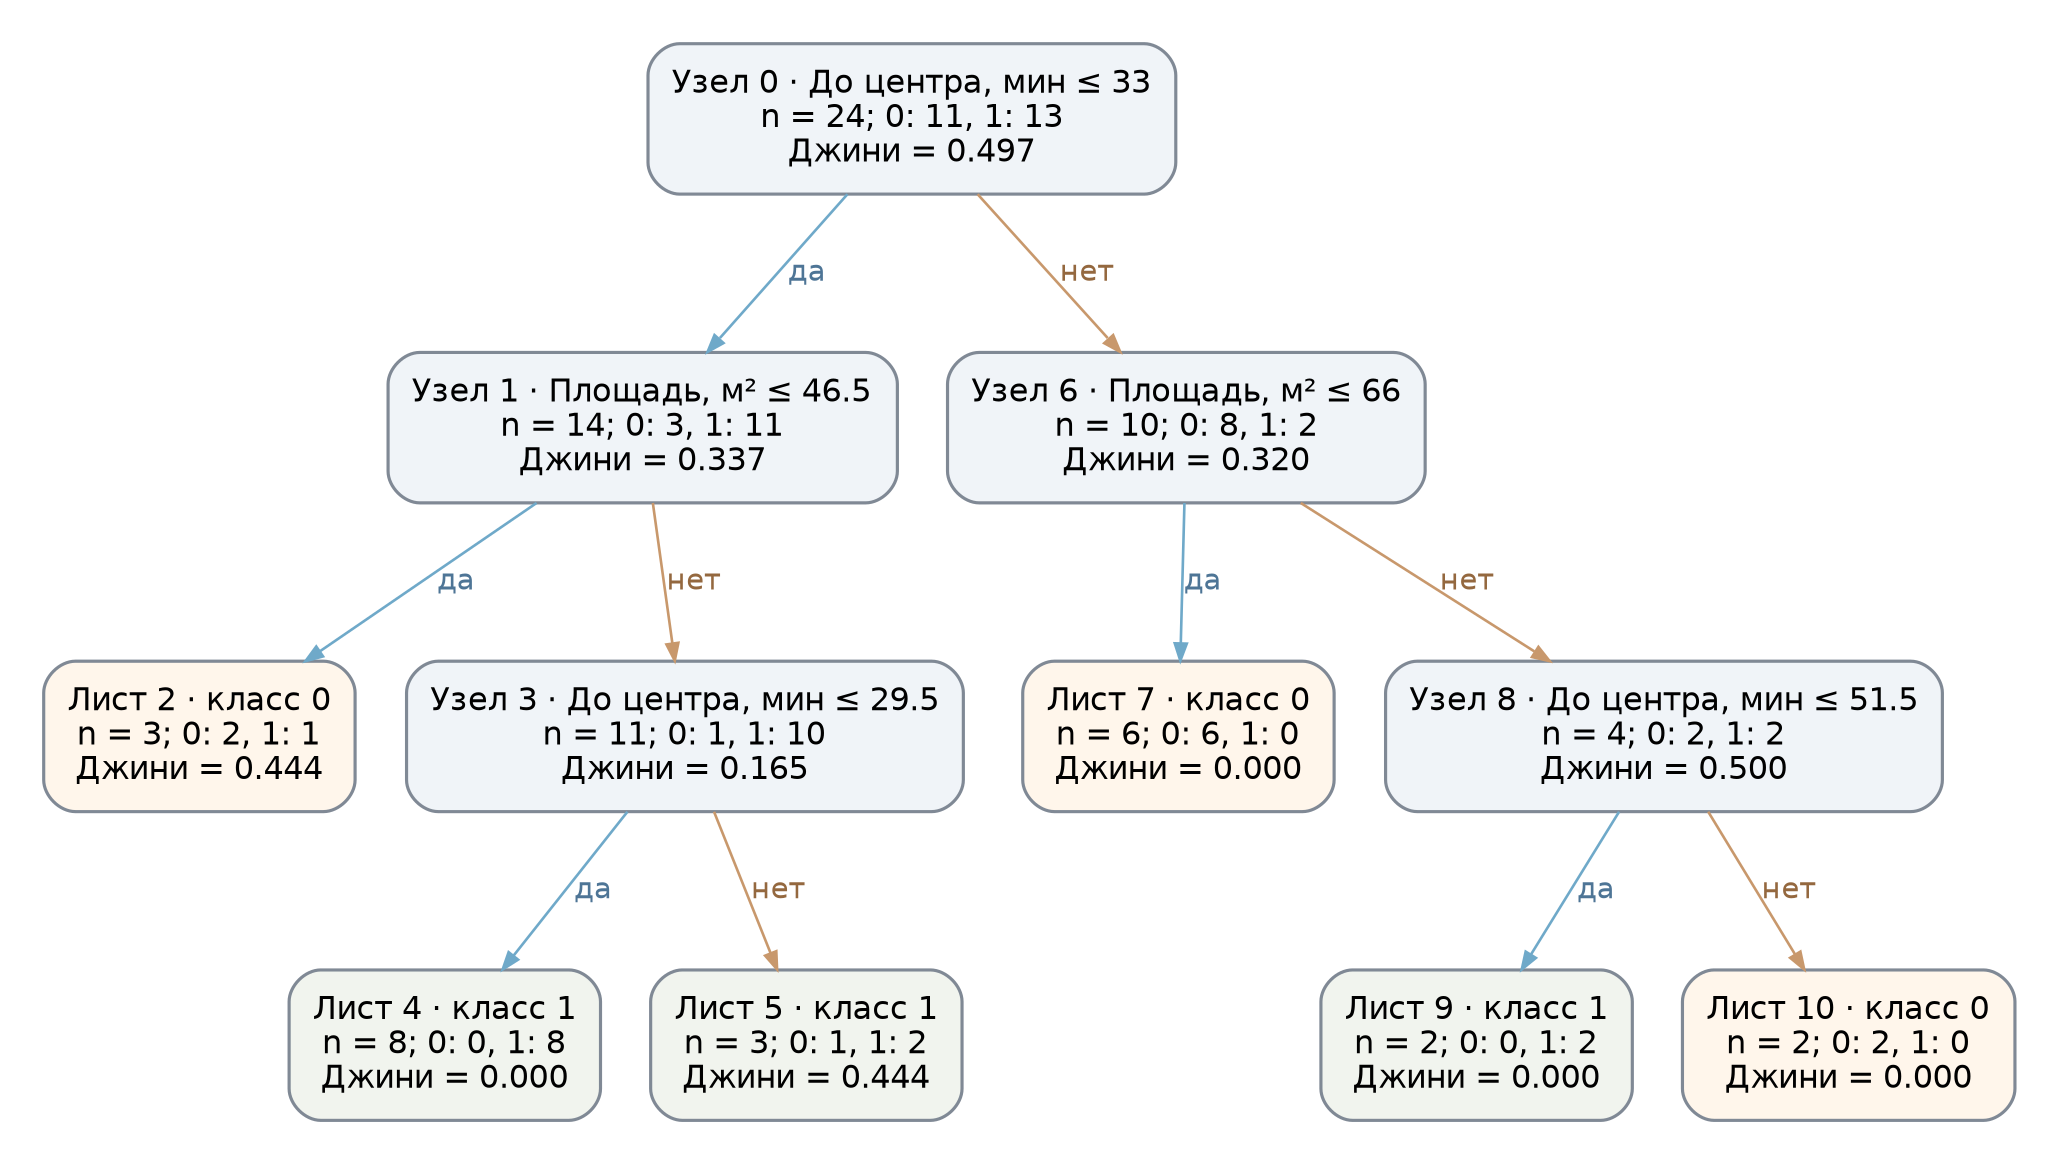 Узел 0 · До центра, мин ≤ 33
n = 24; 0: 11, 1: 13
Джини = 0.497
да
нет
Узел 1 · Площадь, м² ≤ 46.5
n = 14; 0: 3, 1: 11
Джини = 0.337
Узел 6 · Площадь, м² ≤ 66
n = 10; 0: 8, 1: 2
Джини = 0.320
да
нет
да
нет
Лист 2 · класс 0
n = 3; 0: 2, 1: 1
Джини = 0.444
Узел 3 · До центра, мин ≤ 29.5
n = 11; 0: 1, 1: 10
Джини = 0.165
Лист 7 · класс 0
n = 6; 0: 6, 1: 0
Джини = 0.000
Узел 8 · До центра, мин ≤ 51.5
n = 4; 0: 2, 1: 2
Джини = 0.500
да
нет
да
нет
Лист 4 · класс 1
n = 8; 0: 0, 1: 8
Джини = 0.000
Лист 5 · класс 1
n = 3; 0: 1, 1: 2
Джини = 0.444
Лист 9 · класс 1
n = 2; 0: 0, 1: 2
Джини = 0.000
Лист 10 · класс 0
n = 2; 0: 2, 1: 0
Джини = 0.000